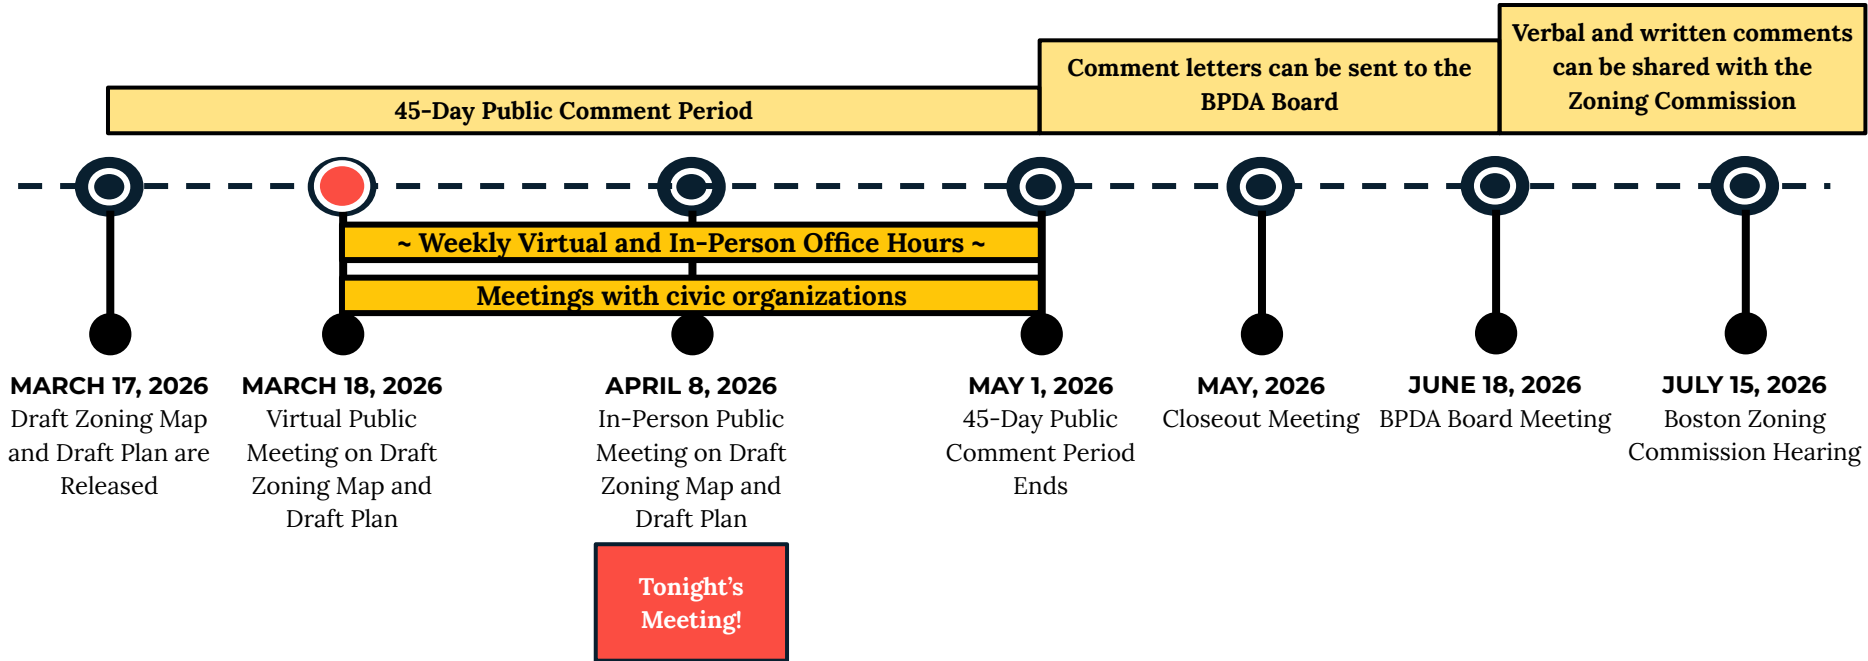 Verbal and written comments
can be shared with the
Zoning Commission
Comment letters can be sent to the
BPDA Board
45-Day Public Comment Period
~ Weekly Virtual and In-Person Office Hours ~
Meetings with civic organizations
MARCH 17, 2026
Draft Zoning Map
and Draft Plan are
Released
MARCH 18, 2026
Virtual Public
Meeting on Draft
Zoning Map and
Draft Plan
APRIL 8, 2026
In-Person Public
Meeting on Draft
Zoning Map and
Draft Plan
Tonight’s
Meeting!
MAY 1, 2026
45-Day Public
Comment Period
Ends
MAY, 2026
Closeout Meeting
JUNE 18, 2026
BPDA Board Meeting
JULY 15, 2026
Boston Zoning
Commission Hearing